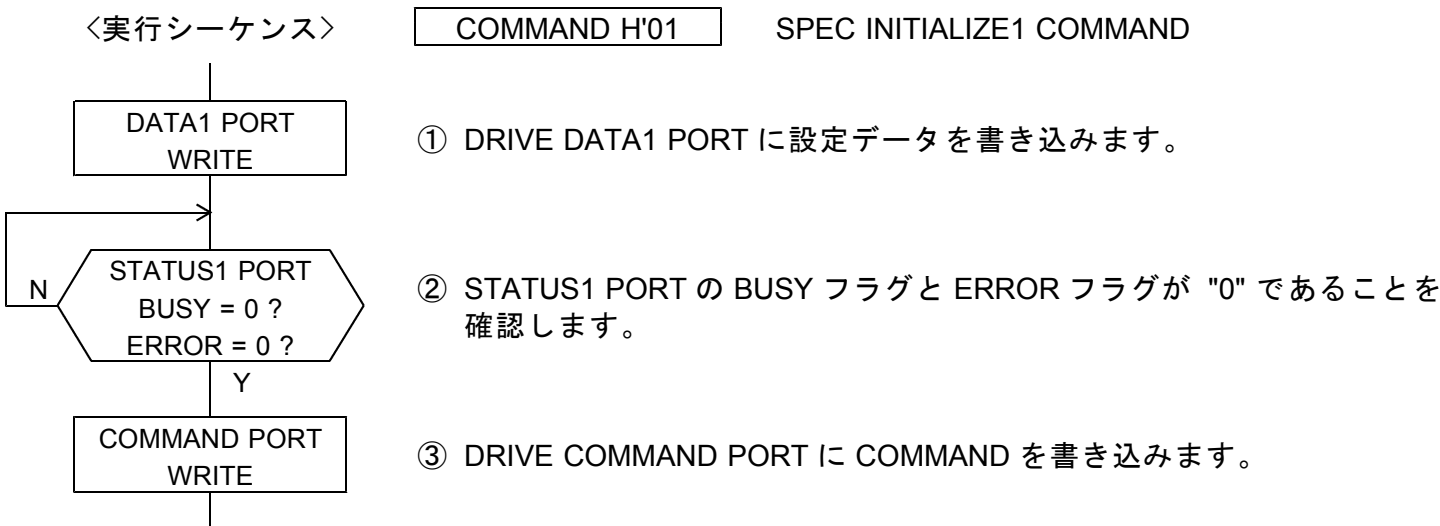 〈実行シーケンス〉 COMMAND H'01 SPEC INITIALIZE1 COMMAND
DATA1 PORT
WRITE
① DRIVE DATA1 PORT に設定データを書き込みます。
N
STATUS1 PORT
BUSY = 0 ?
ERROR = 0 ?
② STATUS1 PORT の BUSY フラグと ERROR フラグが "0" であることを
確認します。
Y
COMMAND PORT
WRITE
③ DRIVE COMMAND PORT に COMMAND を書き込みます。